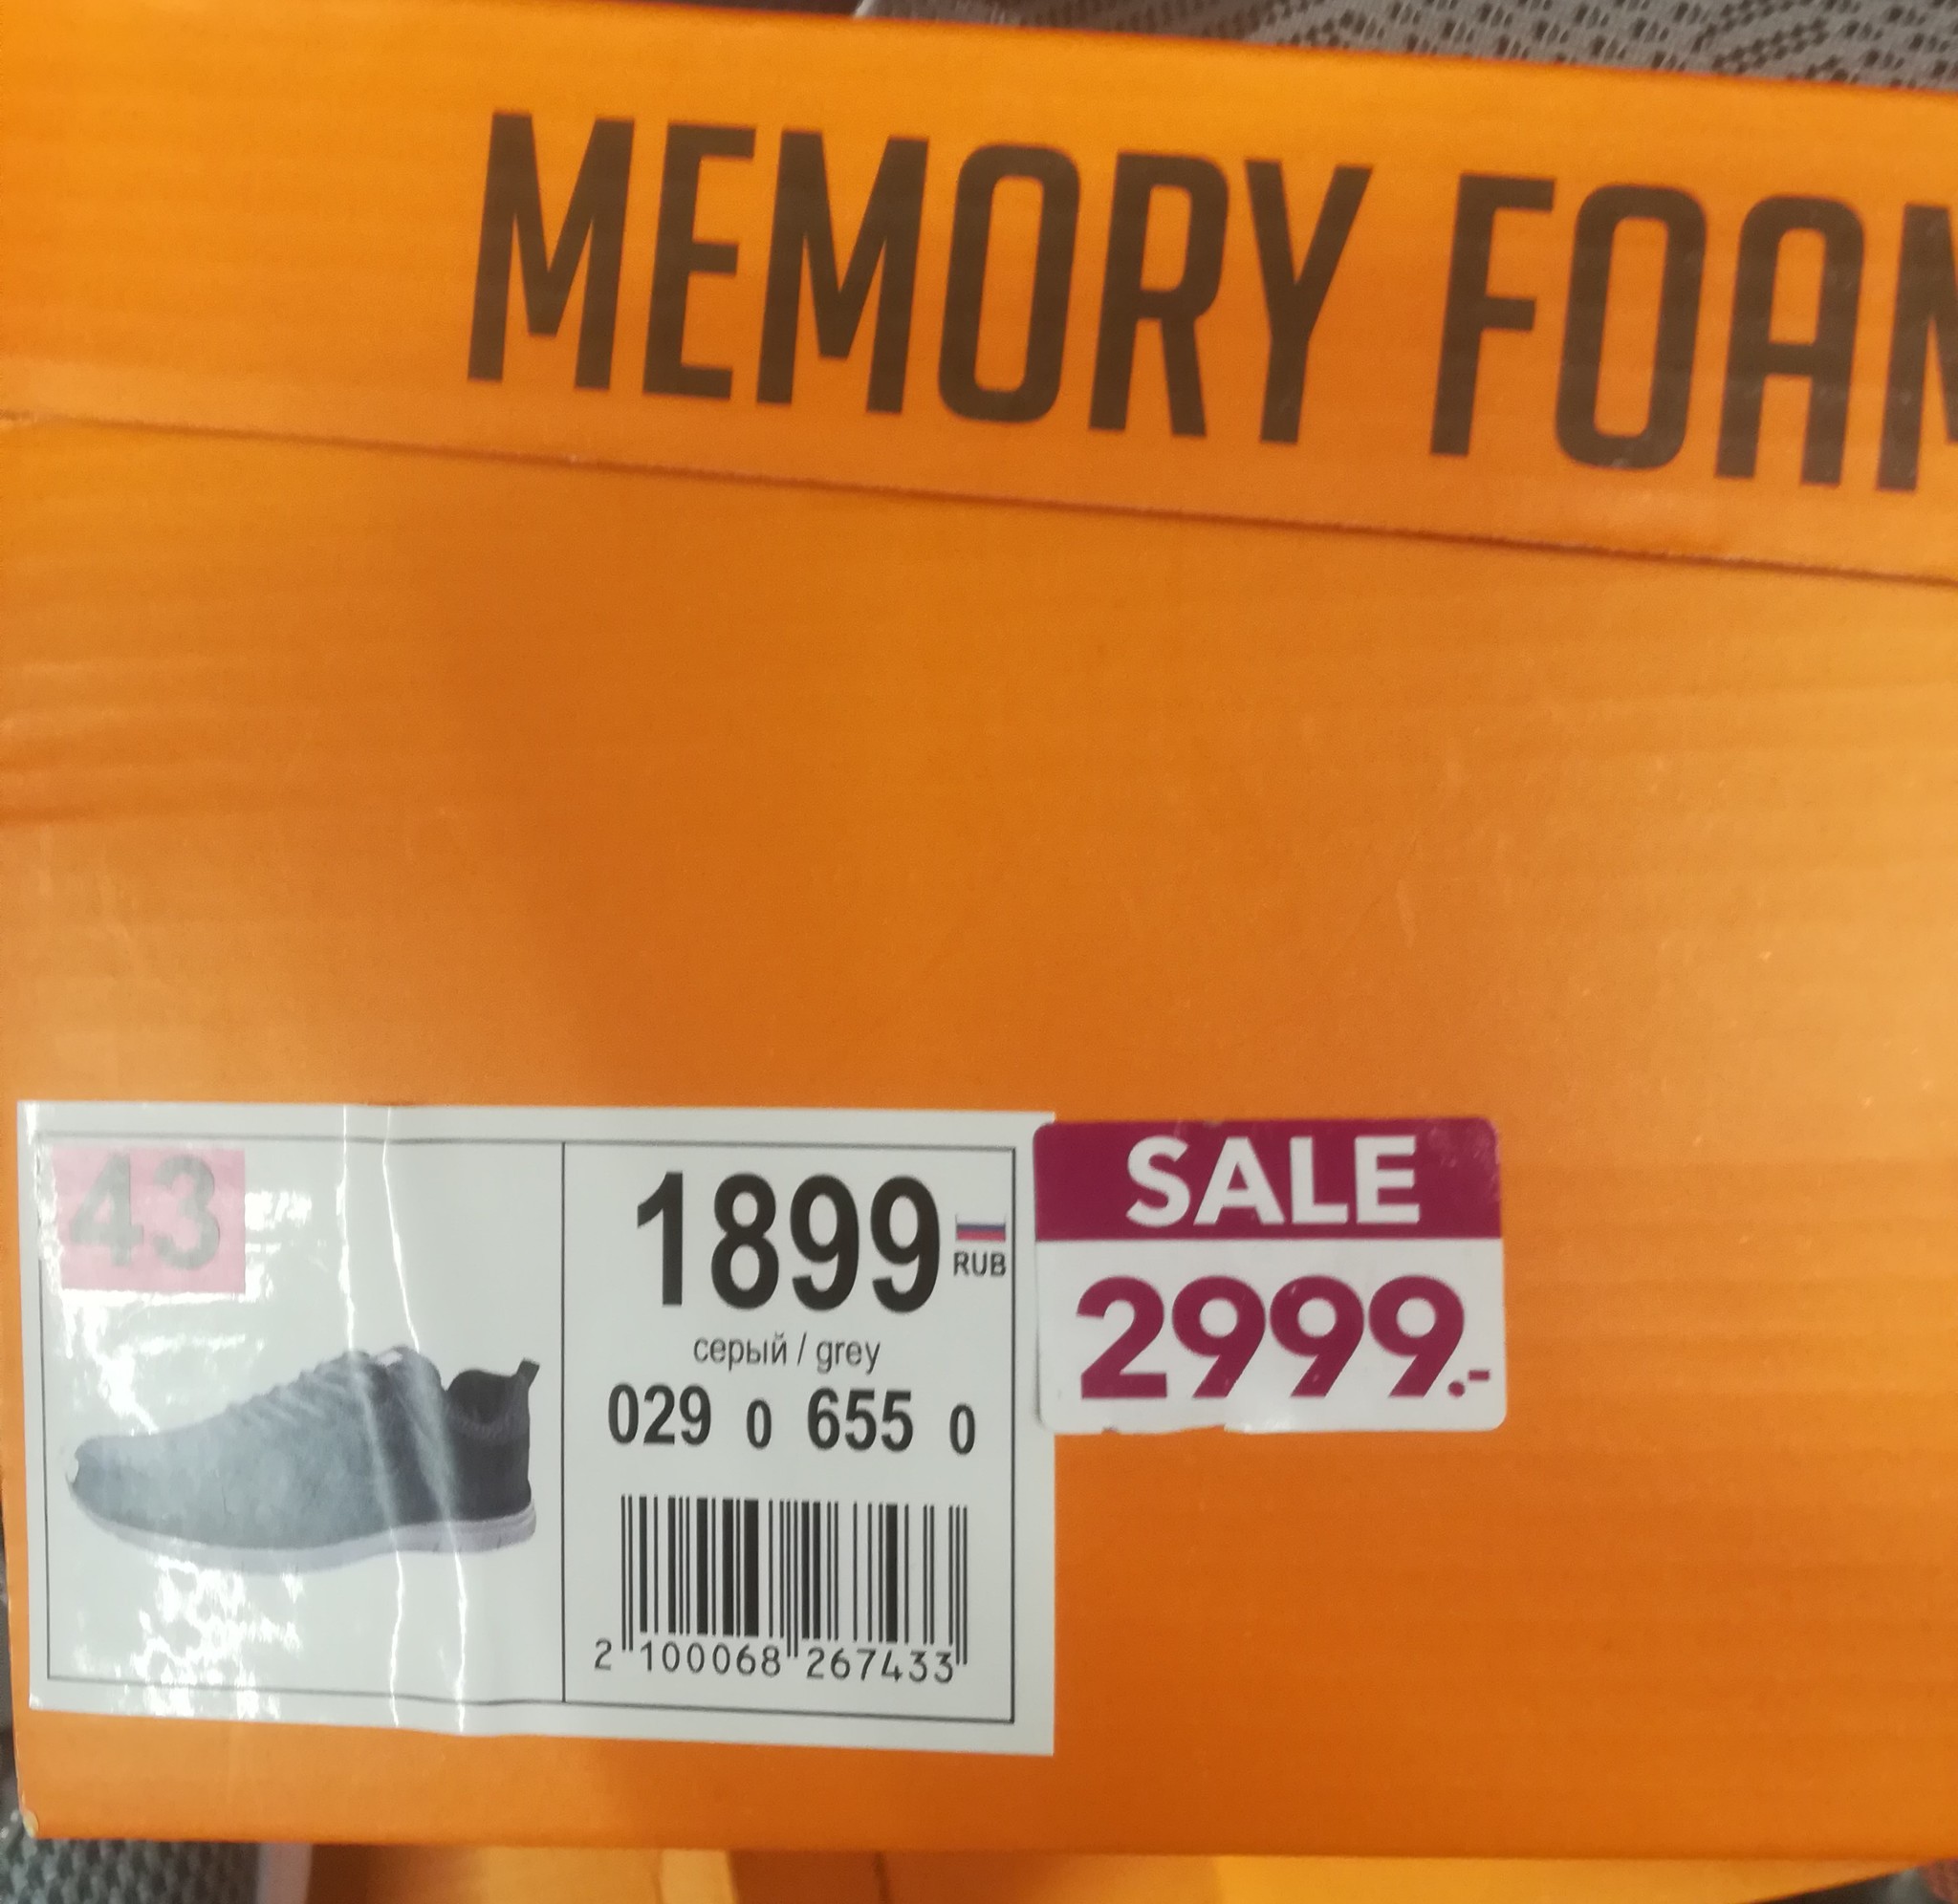 MEMORY FOAM
43
1899
RUB
серый / grey
029 0 655 0
2 100068 267433
SALE
2999.-